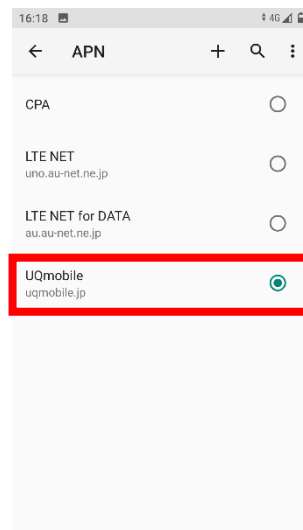 16:18 4G
APN
CPA
LTE NET
uno.au-net.ne.jp
LTE NET for DATA
au.au-net.ne.jp
UQmobile
uqmobile.jp